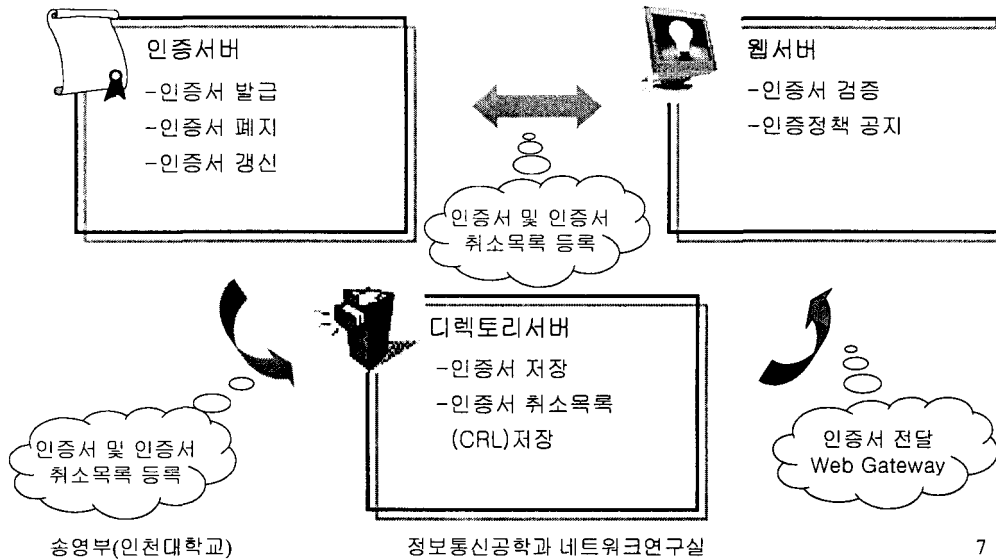 인증서버
-인증서 발급
-인증서 폐지
-인증서 갱신
웹서버
-인증서 검증
-인증정책 공지
인증서 및 인증서
취소목록 등록
디렉토리서버
-인증서 저장
-인증서 취소목록
(CRL)저장
인증서 및 인증서
취소목록 등록
인증서 전달
Web Gateway
송영부(인천대학교)
정보통신공학과 네트워크연구실
7